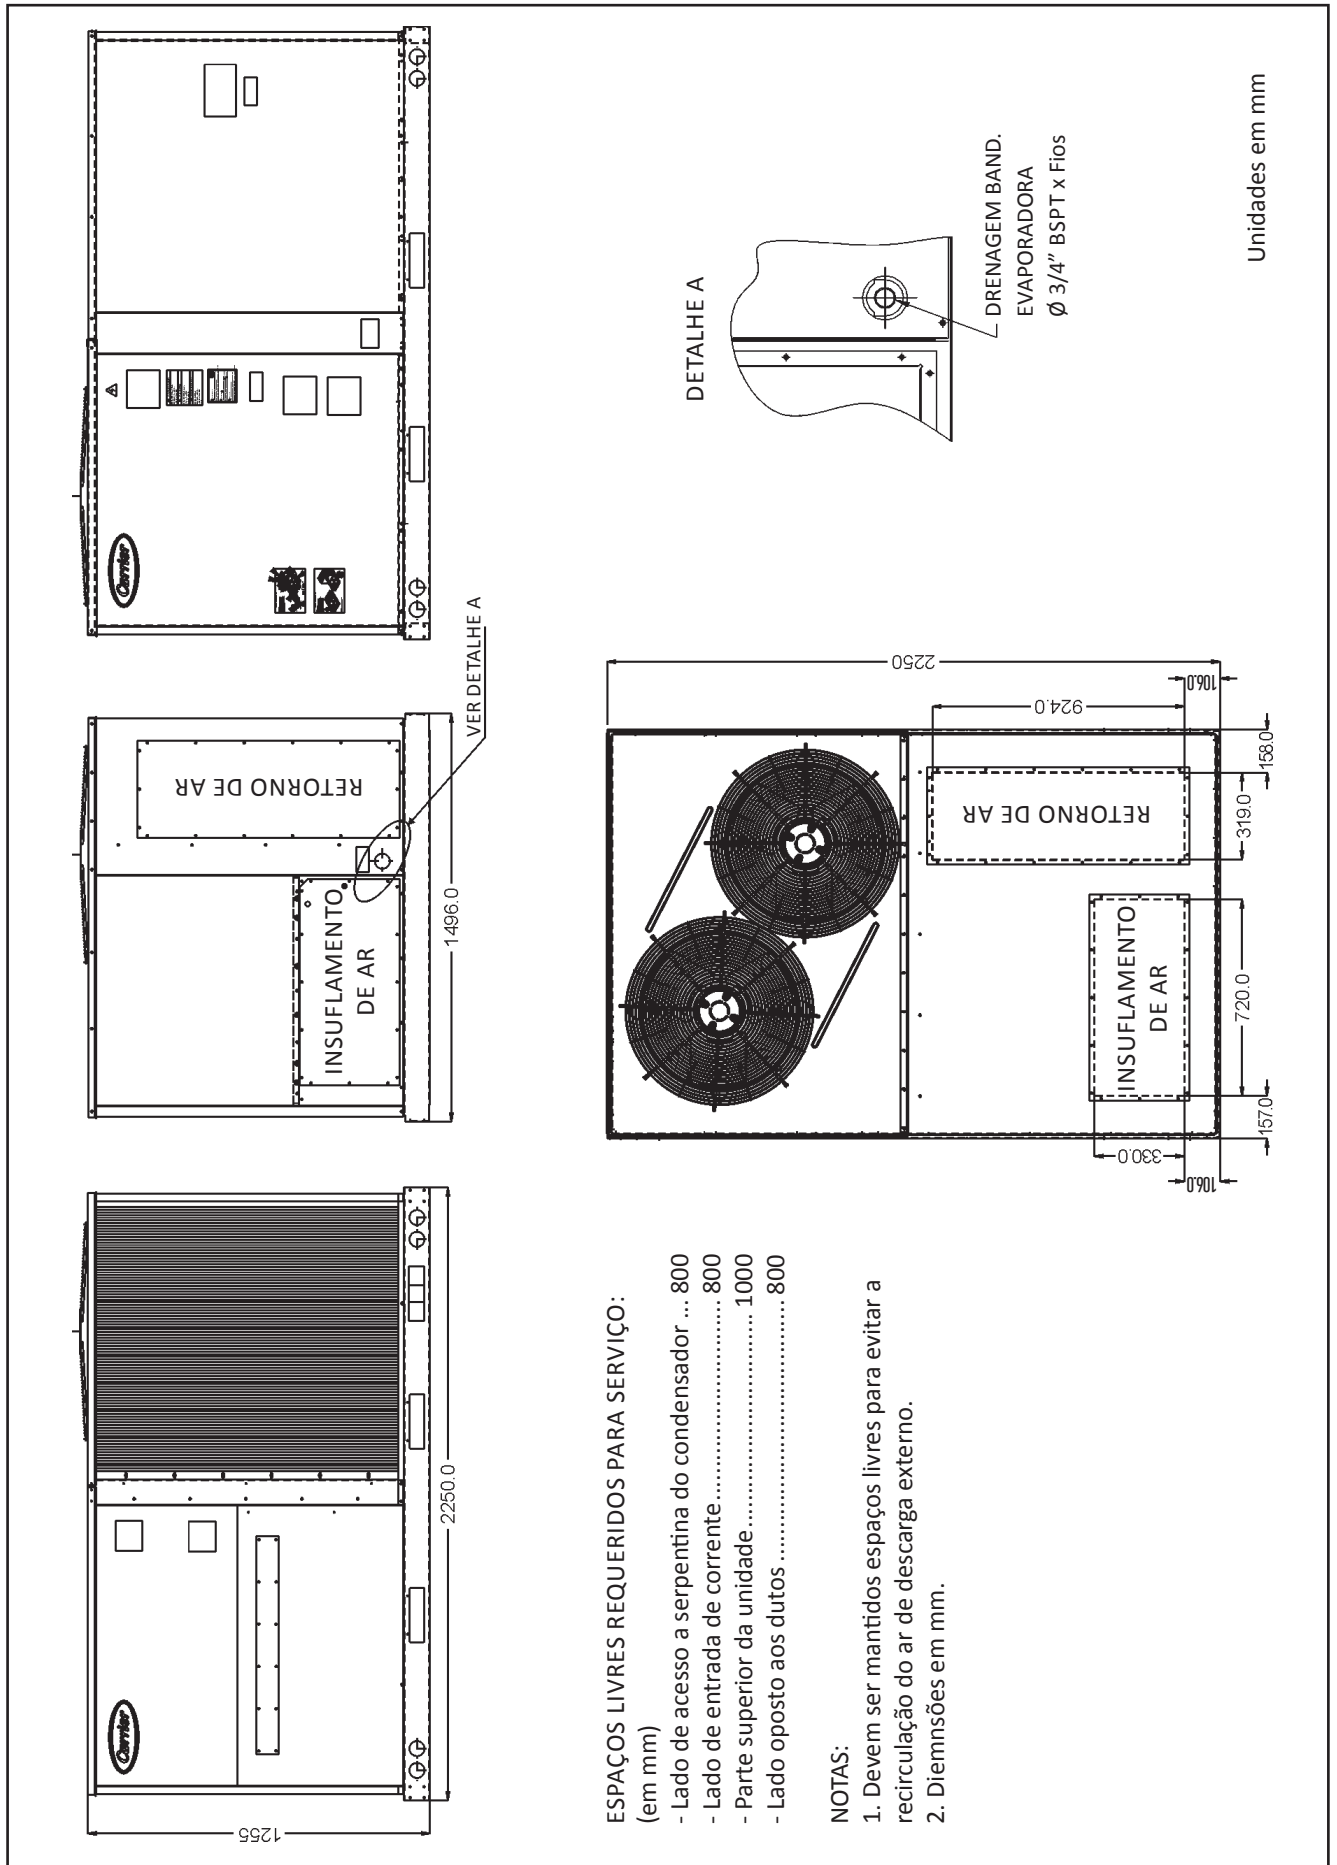 Carrier
1255
2250.0
RETORNO DE AR
INSUFLAMENTO
DE AR
1496.0
VER DETALHE A
Carrier
ESPAÇOS LIVRES REQUERIDOS PARA SERVIÇO:
(em mm)
- Lado de acesso a serpentina do condensador ... 800
- Lado de entrada de corrente................................... 800
- Parte superior da unidade................................. 1000
- Lado oposto aos dutos ........................................ 800
NOTAS:
1. Devem ser mantidos espaços livres para evitar a
recirculação do ar de descarga externo.
2. Diemnsões em mm.
2250
RETORNO DE AR
924.0
106.0
158.0
319.0
INSUFLAMENTO
DE AR
720.0
157.0
330.0
106.0
DETALHE A
DRENAGEM BAND.
EVAPORADORA
Ø 3/4" BSPT x Fios
Unidades em mm